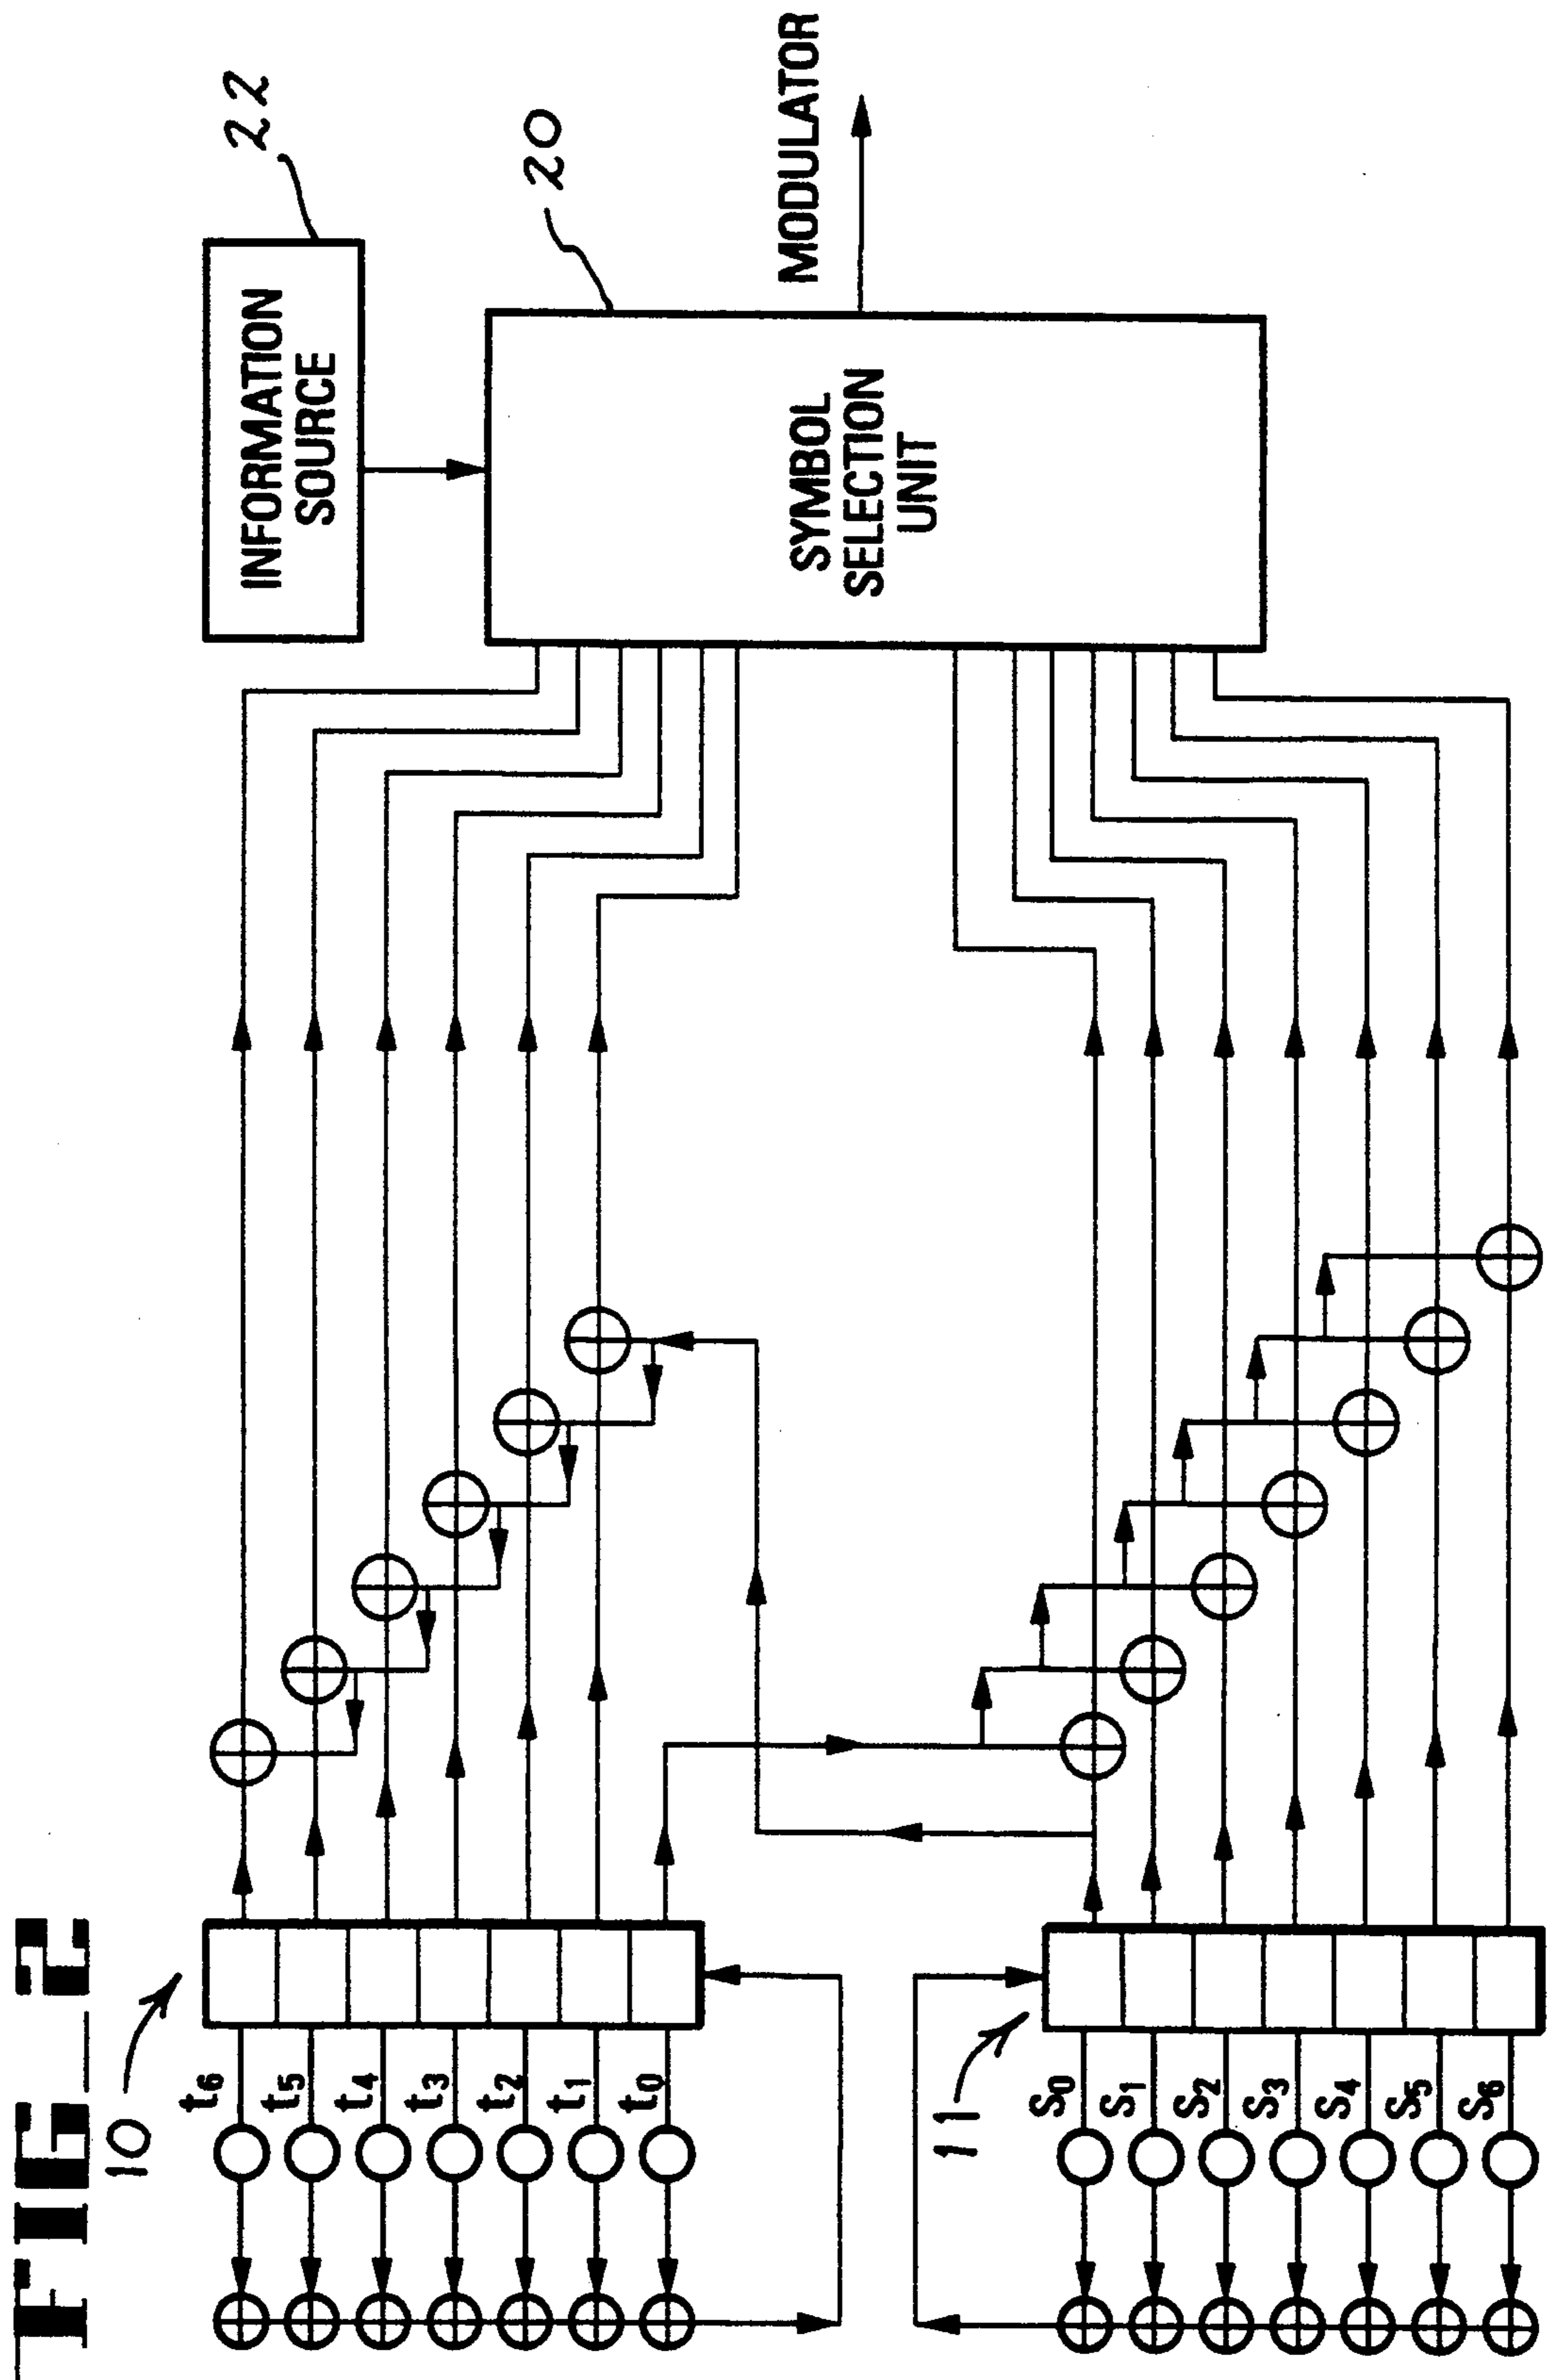 FIG_2
10
t6
t5
t4
t3
t2
t1
t0
11
S0
S1
S2
S3
S4
S5
S6
INFORMATION
SOURCE
22
SYMBOL
SELECTION
UNIT
20
MODULATOR